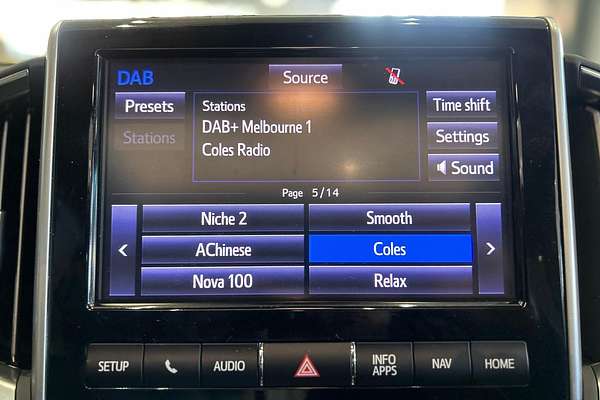 DAB
Source
Presets
Stations
Time shift
Stations
DAB+ Melbourne 1
Settings
Coles Radio
Sound
Page 5/14
Niche 2
Smooth
<
AChinese
Coles
>
Nova 100
Relax
SETUP
AUDIO
INFO
APPS
NAV
HOME